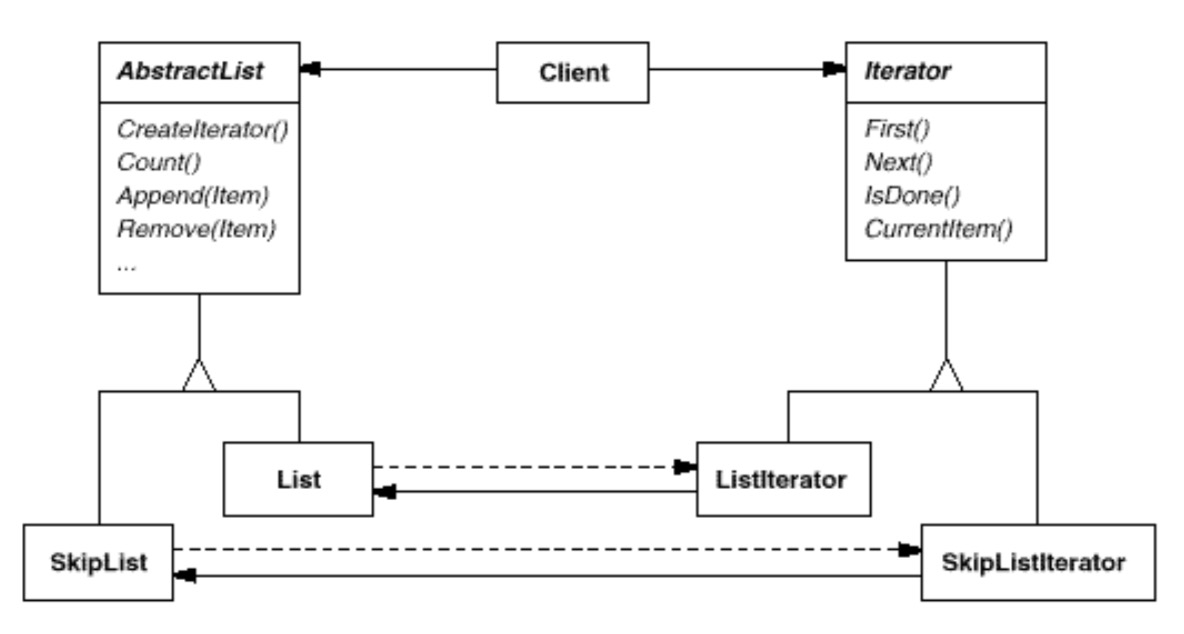 AbstractList
CreateIterator()
Count()
Append(Item)
Remove(Item)
...
Client
Iterator
First()
Next()
IsDone()
CurrentItem()
List
ListIterator
SkipList
SkipListIterator